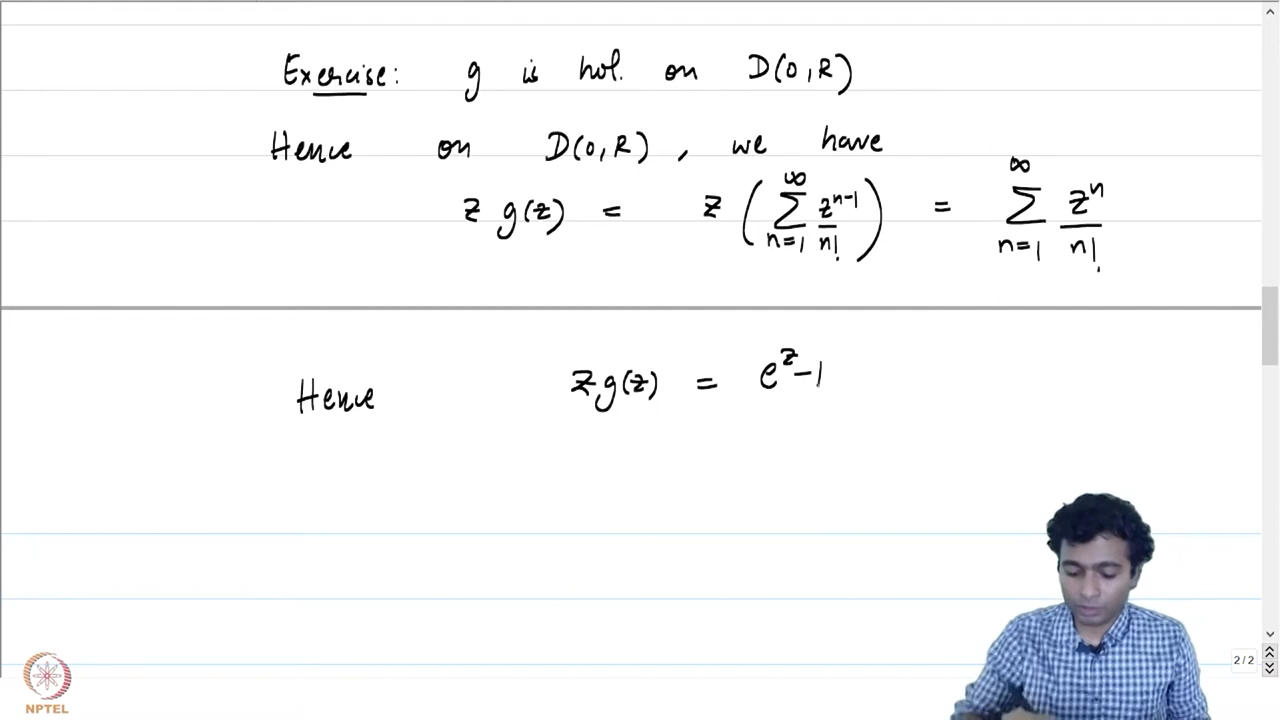 Exercise: g is hol. on D(0,R)
Hence on D(0,R), we have
z g(z) = z ( ∞∑n=1 z^{n-1}/n! ) = ∞∑n=1 z^n/n!
Hence z g(z) = e^z - 1
2/2
NPTEL